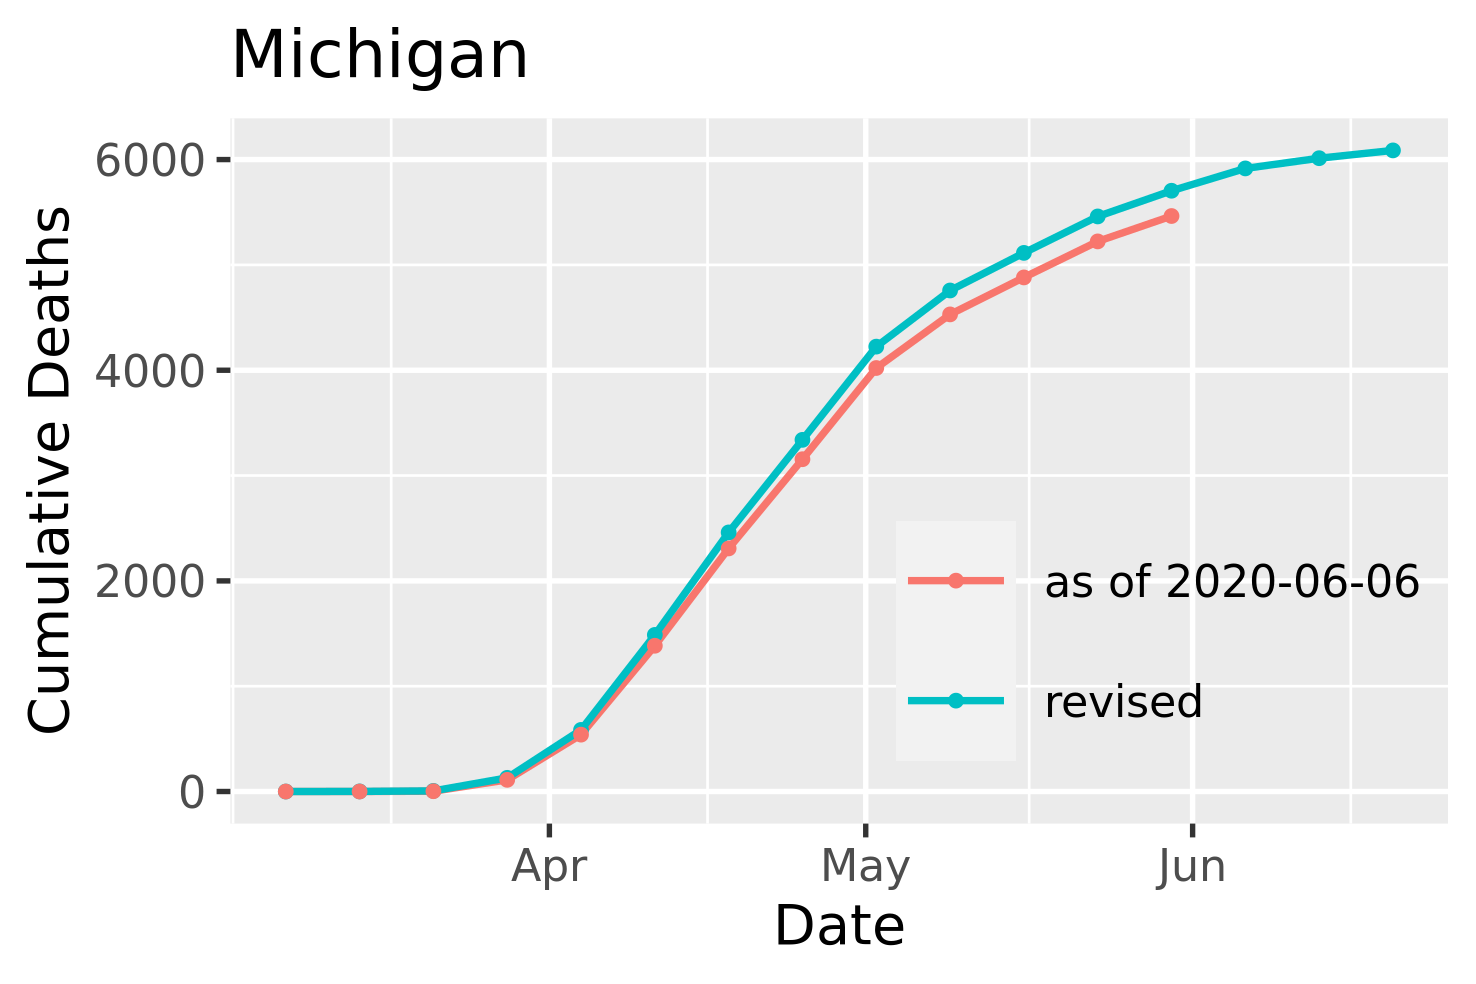 Michigan
Cumulative Deaths
6000
4000
2000
0
as of 2020-06-06
revised
Apr May Jun
Date